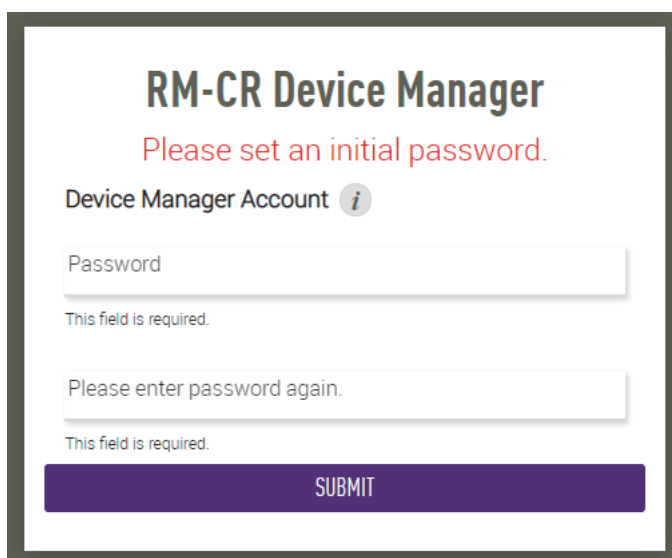 RM-CR Device Manager
Please set an initial password.
Device Manager Account i
Password
This field is required.
Please enter password again.
This field is required.
SUBMIT